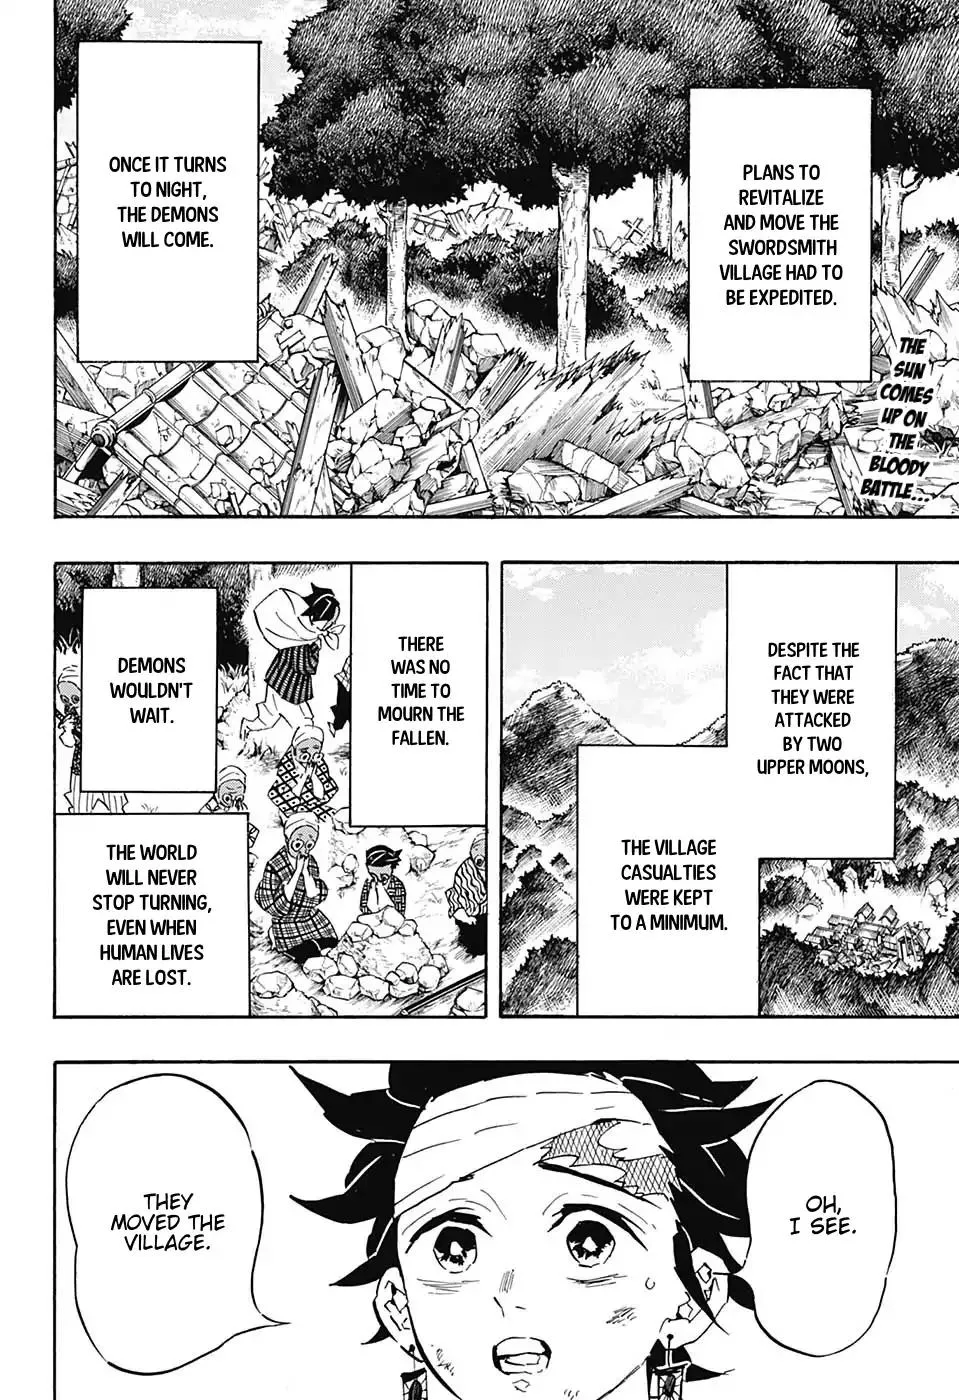 PLANS TO
REVITALIZE
AND MOVE THE
SWORDSMITH
VILLAGE HAD TO
BE EXPEDITED.
THE
SUN
COMES
UP ON
THE
BLOODY
BATTLE...
ONCE IT TURNS
TO NIGHT,
THE DEMONS
WILL COME.
DESPITE THE
FACT THAT
THEY WERE
ATTACKED
BY TWO
UPPER MOONS,
THE VILLAGE
CASUALTIES
WERE KEPT
TO A MINIMUM.
THERE
WAS NO
TIME TO
MOURN THE
FALLEN.
DEMONS
WOULDN'T
WAIT.
THE WORLD
WILL NEVER
STOP TURNING,
EVEN WHEN
HUMAN LIVES
ARE LOST.
OH,
I SEE.
THEY
MOVED THE
VILLAGE.